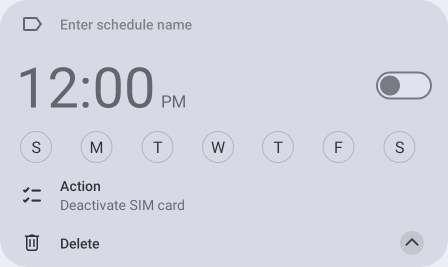 Enter schedule name
12:00 PM
S M T W T F S
Action
Deactivate SIM card
Delete